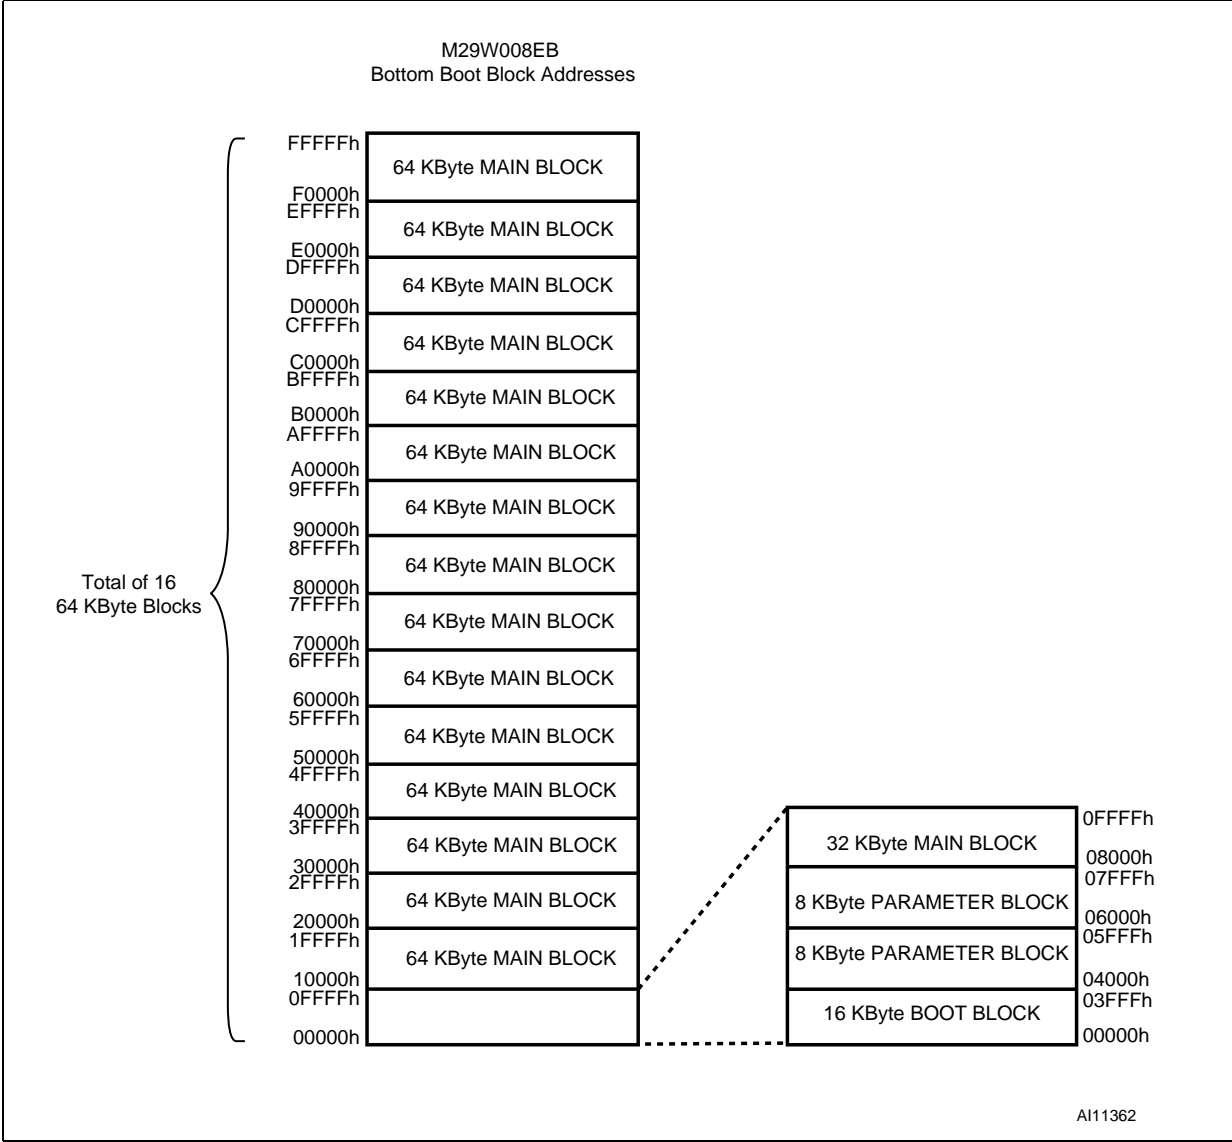 M29W008EB
Bottom Boot Block Addresses
FFFFFh
64 KByte MAIN BLOCK
F0000h
EFFFFh
64 KByte MAIN BLOCK
E0000h
DFFFFh
64 KByte MAIN BLOCK
D0000h
CFFFFh
64 KByte MAIN BLOCK
C0000h
BFFFFh
64 KByte MAIN BLOCK
B0000h
AFFFFh
64 KByte MAIN BLOCK
A0000h
9FFFFh
64 KByte MAIN BLOCK
90000h
8FFFFh
64 KByte MAIN BLOCK
80000h
7FFFFh
64 KByte MAIN BLOCK
70000h
6FFFFh
64 KByte MAIN BLOCK
60000h
5FFFFh
64 KByte MAIN BLOCK
50000h
4FFFFh
64 KByte MAIN BLOCK
40000h
3FFFFh
64 KByte MAIN BLOCK
30000h
2FFFFh
64 KByte MAIN BLOCK
20000h
1FFFFh
64 KByte MAIN BLOCK
10000h
0FFFFh
00000h
Total of 16
64 KByte Blocks
0FFFFh
32 KByte MAIN BLOCK
08000h
07FFFh
8 KByte PARAMETER BLOCK
06000h
05FFFh
8 KByte PARAMETER BLOCK
04000h
03FFFh
16 KByte BOOT BLOCK
00000h
AI11362